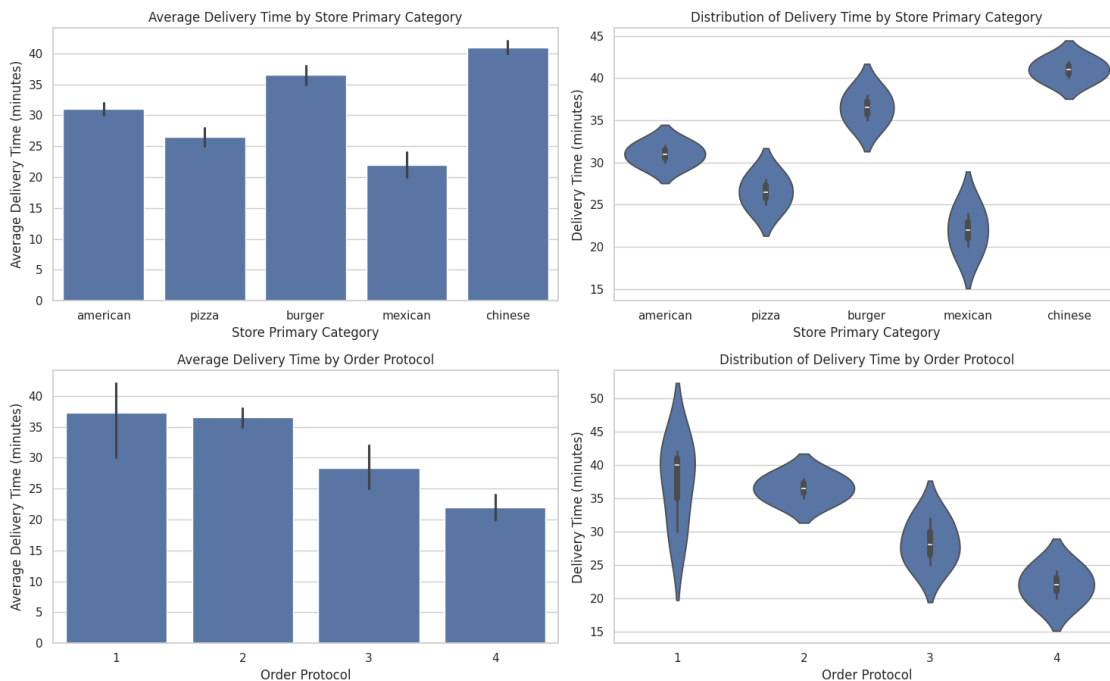 Average Delivery Time by Store Primary Category
Average Delivery Time (minutes)
40
35
30
25
20
15
10
5
0
american pizza burger mexican chinese
Store Primary Category
Distribution of Delivery Time by Store Primary Category
Delivery Time (minutes)
45
40
35
30
25
20
15
american pizza burger mexican chinese
Store Primary Category
Average Delivery Time by Order Protocol
Average Delivery Time (minutes)
40
35
30
25
20
15
10
5
0
1 2 3 4
Order Protocol
Distribution of Delivery Time by Order Protocol
Delivery Time (minutes)
50
45
40
35
30
25
20
15
1 2 3 4
Order Protocol